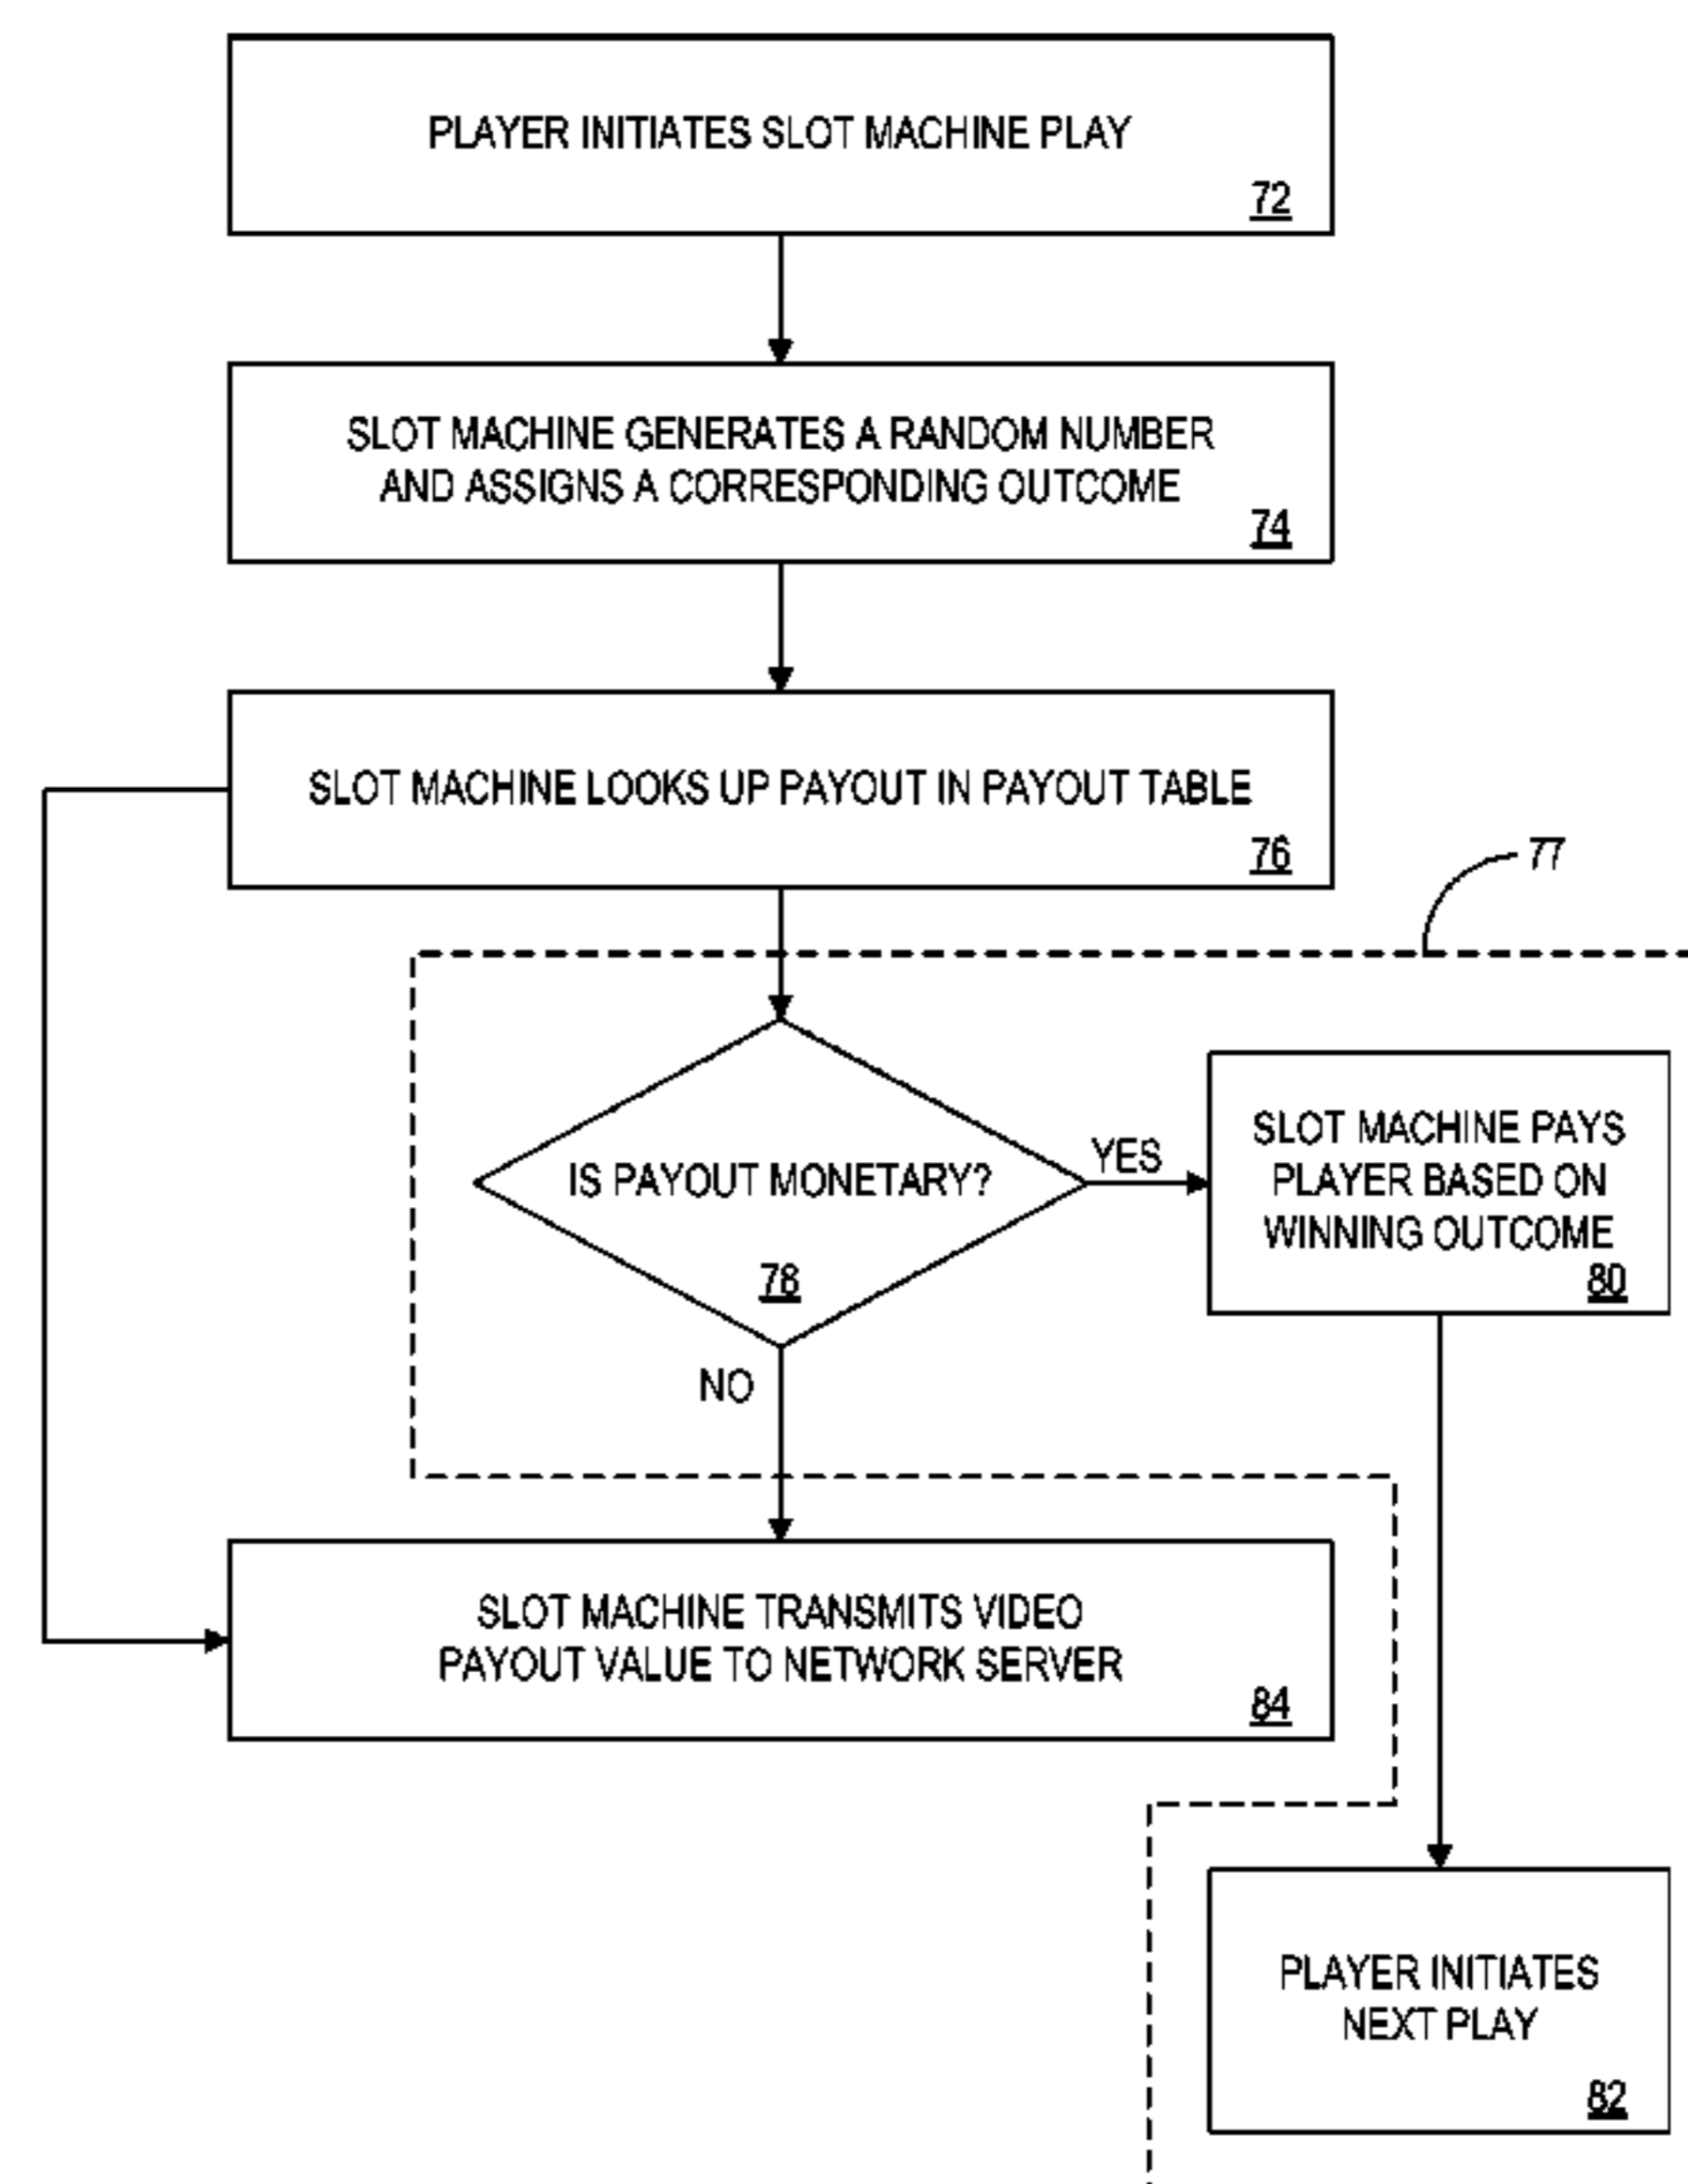 PLAYER INITIATES SLOT MACHINE PLAY
72
SLOT MACHINE GENERATES A RANDOM NUMBER
AND ASSIGNS A CORRESPONDING OUTCOME
74
SLOT MACHINE LOOKS UP PAYOUT IN PAYOUT TABLE
76
77
IS PAYOUT MONETARY?
78
YES
SLOT MACHINE PAYS
PLAYER BASED ON
WINNING OUTCOME
80
NO
SLOT MACHINE TRANSMITS VIDEO
PAYOUT VALUE TO NETWORK SERVER
84
PLAYER INITIATES
NEXT PLAY
82